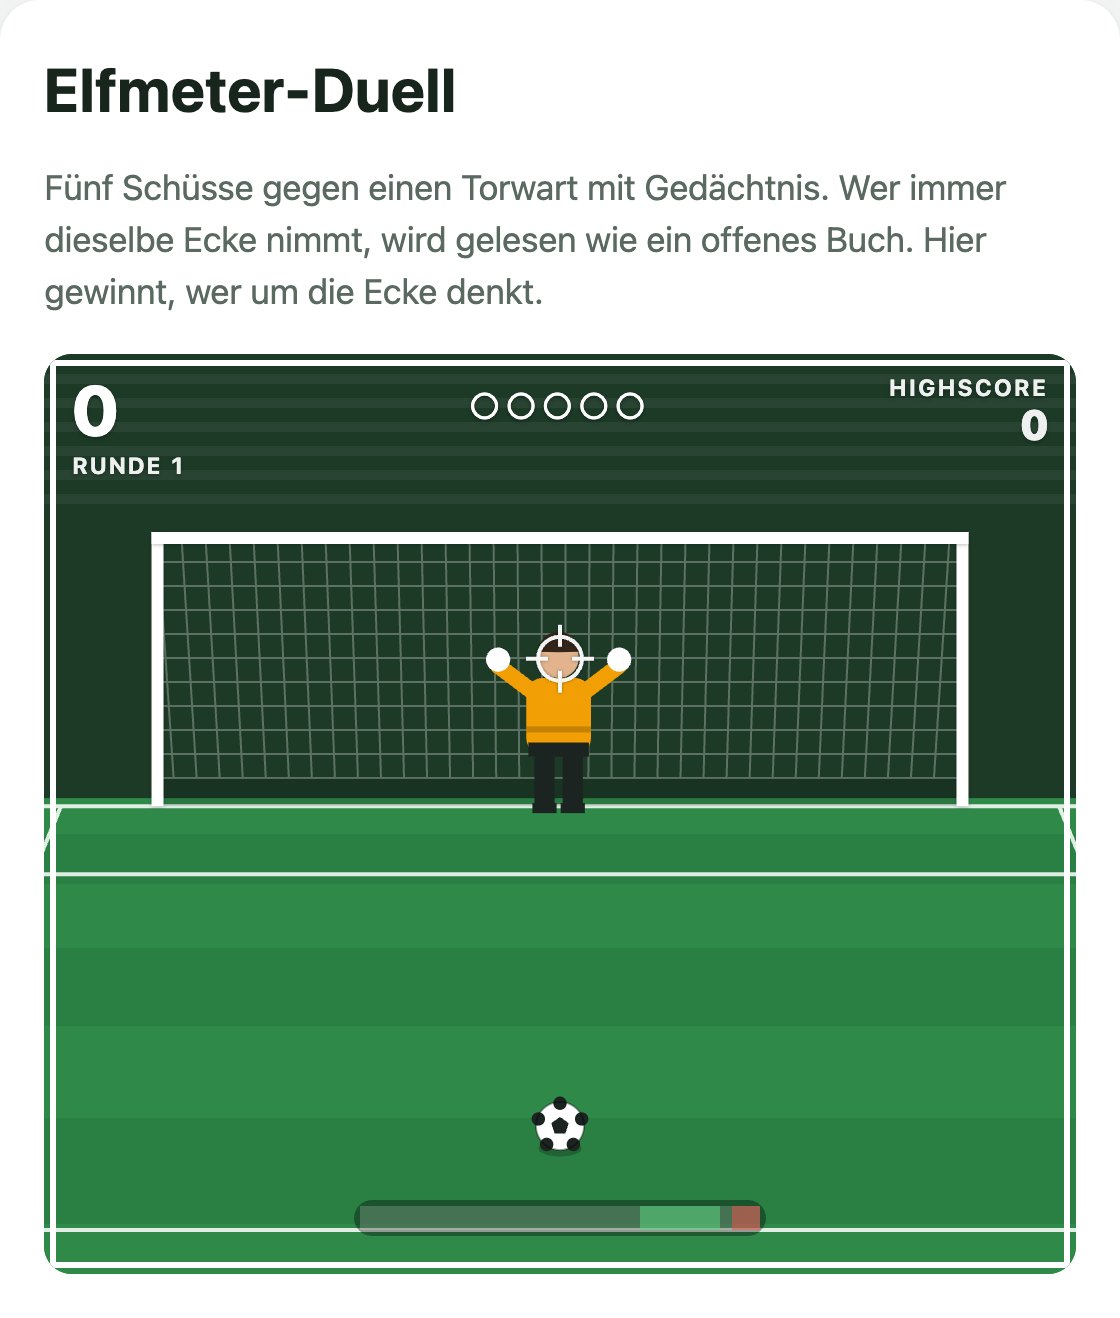 Elfmeter-Duell
Fünf Schüsse gegen einen Torwart mit Gedächtnis. Wer immer
dieselbe Ecke nimmt, wird gelesen wie ein offenes Buch. Hier
gewinnt, wer um die Ecke denkt.
0
RUNDE 1
HIGHSCORE
0